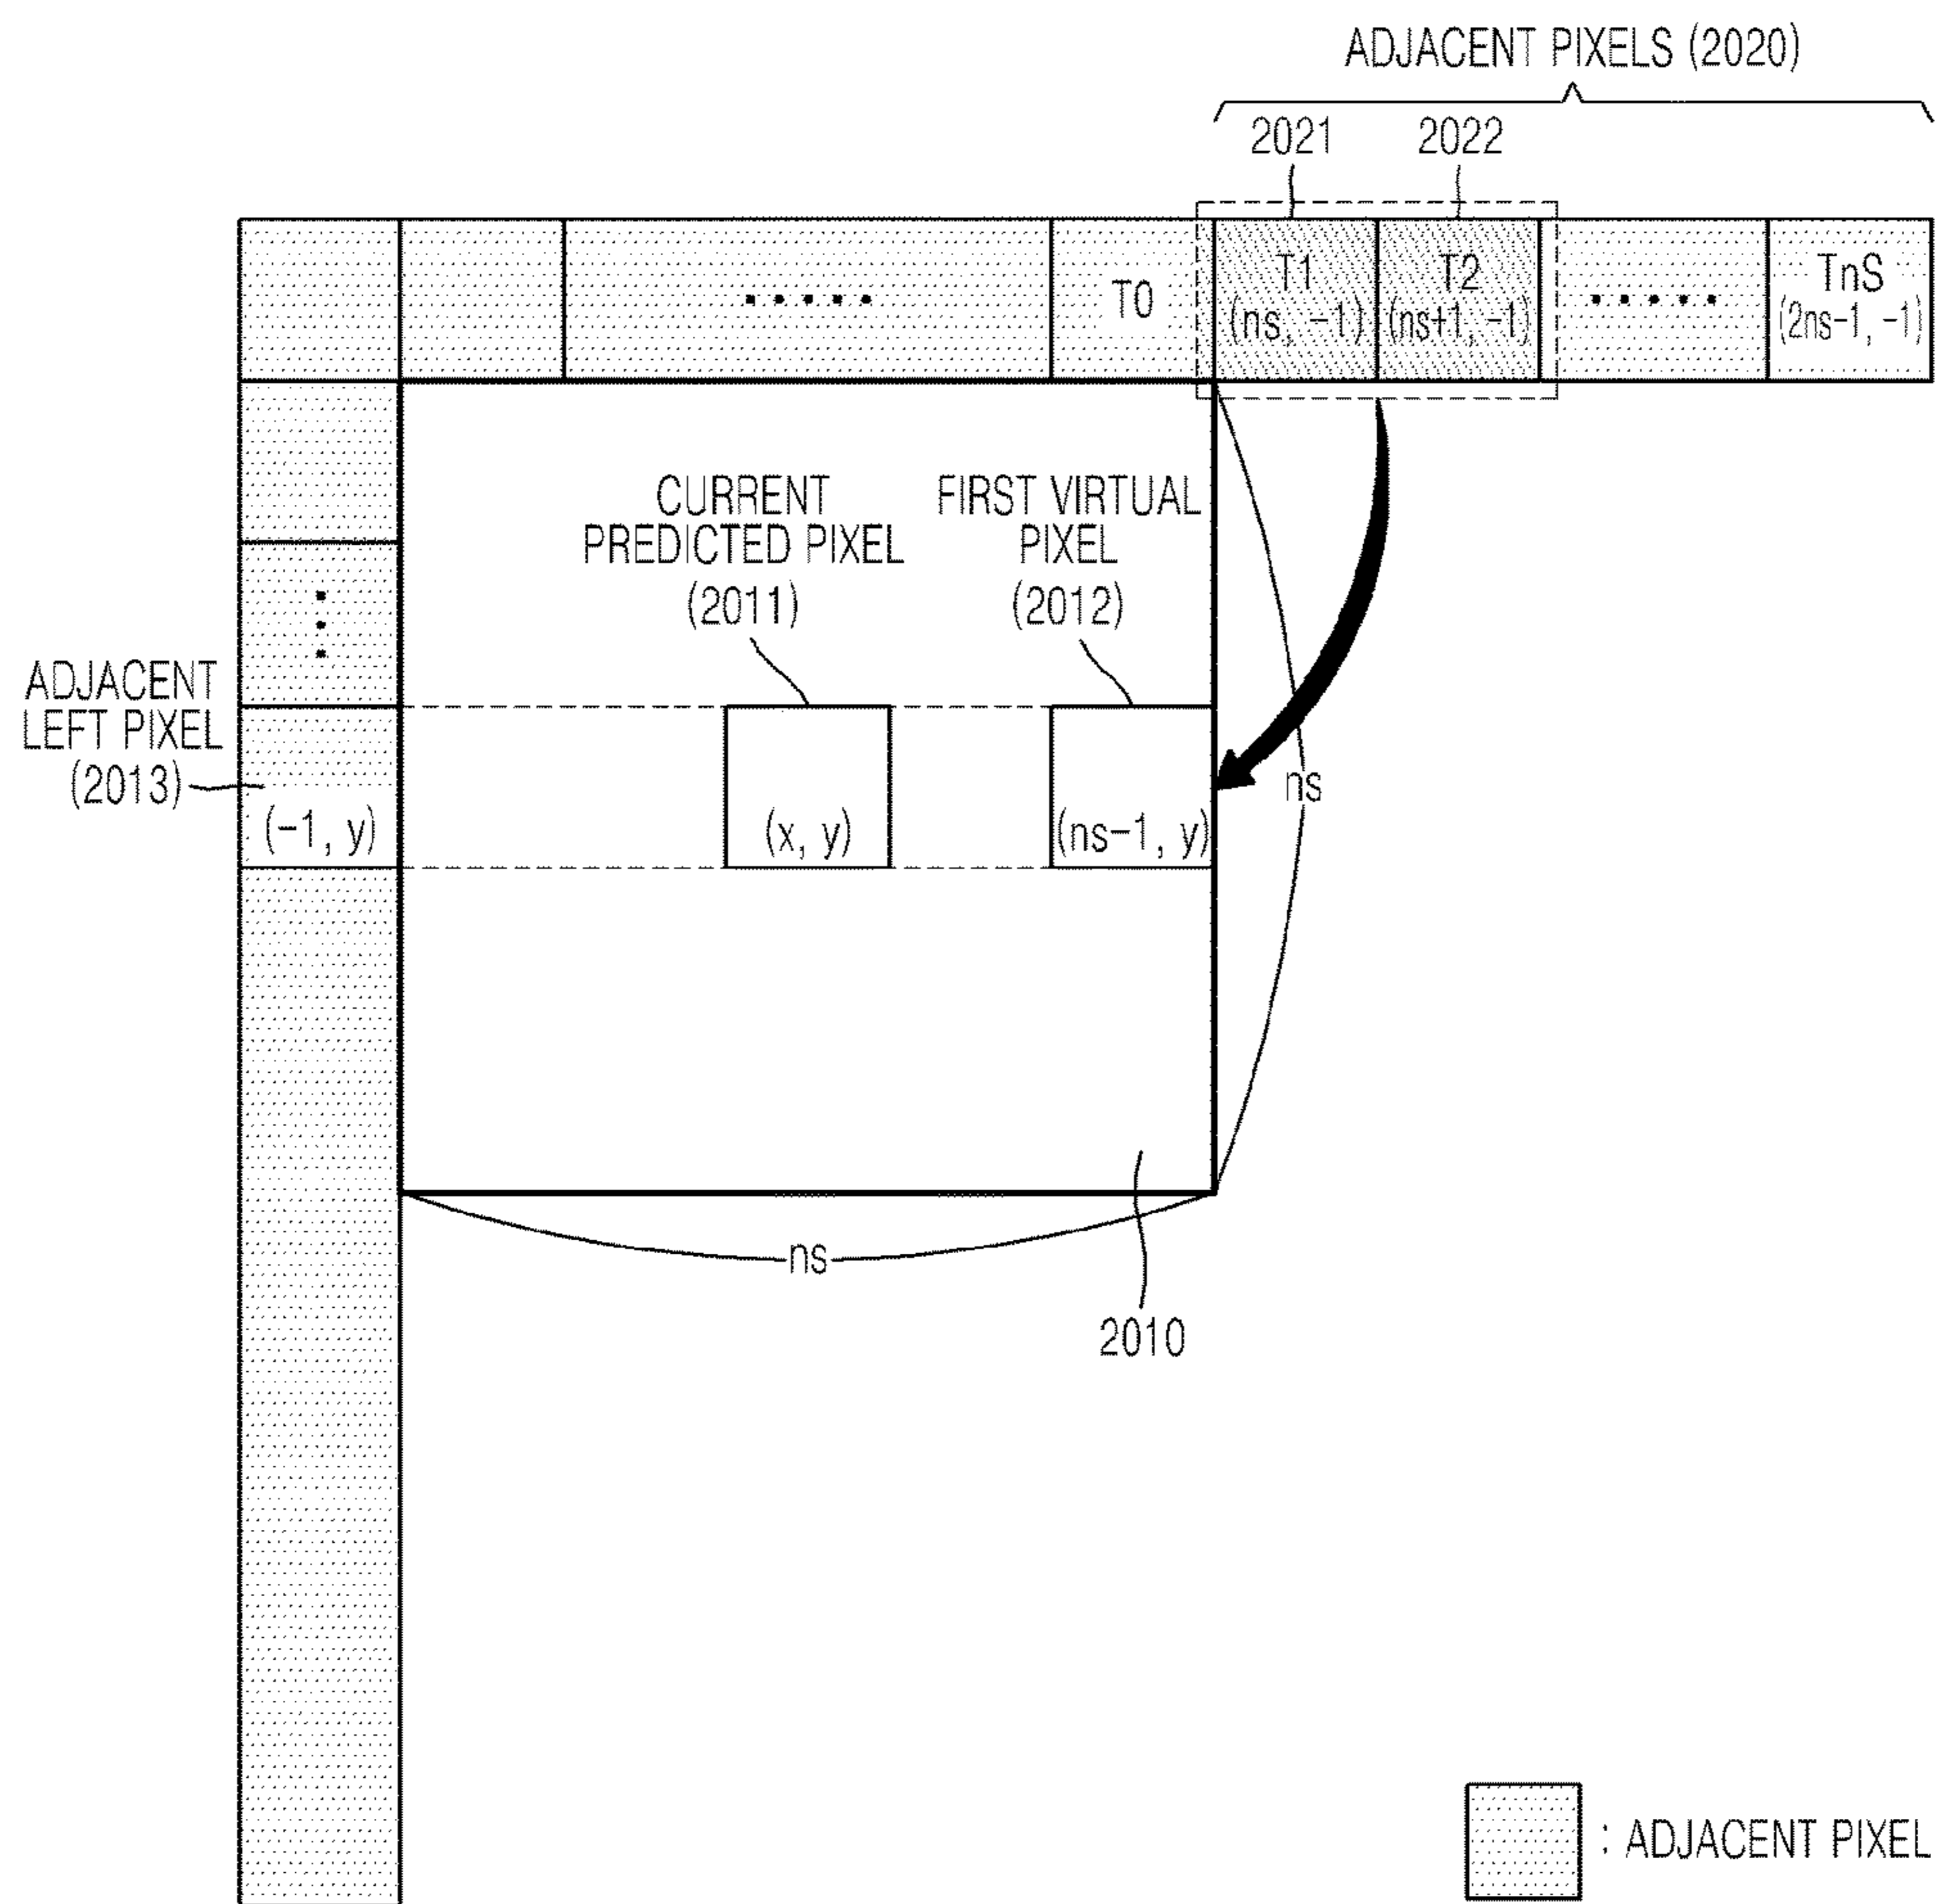 ADJACENT PIXELS (2020)
2021
2022
T0
T1
(ns, -1)
T2
(ns+1, -1)
TnS
(2ns-1, -1)
CURRENT
PREDICTED PIXEL
(2011)
FIRST VIRTUAL
PIXEL
(2012)
ADJACENT
LEFT PIXEL
(2013)
(-1, y)
(x, y)
(ns-1, y)
ns
ns
2010
: ADJACENT PIXEL